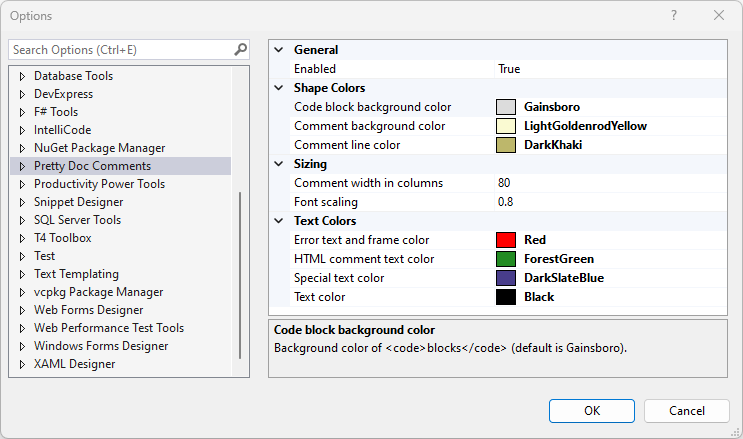 Options
?
Search Options (Ctrl+E)
Database Tools
DevExpress
F# Tools
IntelliCode
NuGet Package Manager
Pretty Doc Comments
Productivity Power Tools
Snippet Designer
SQL Server Tools
T4 Toolbox
Test
Text Templating
vcpkg Package Manager
Web Forms Designer
Web Performance Test Tools
Windows Forms Designer
XAML Designer
General
Enabled True
Shape Colors
Code block background color Gainsboro
Comment background color LightGoldenrodYellow
Comment line color DarkKhaki
Sizing
Comment width in columns 80
Font scaling 0.8
Text Colors
Error text and frame color Red
HTML comment text color ForestGreen
Special text color DarkSlateBlue
Text color Black
Code block background color
Background color of <code>blocks</code> (default is Gainsboro).
OK Cancel